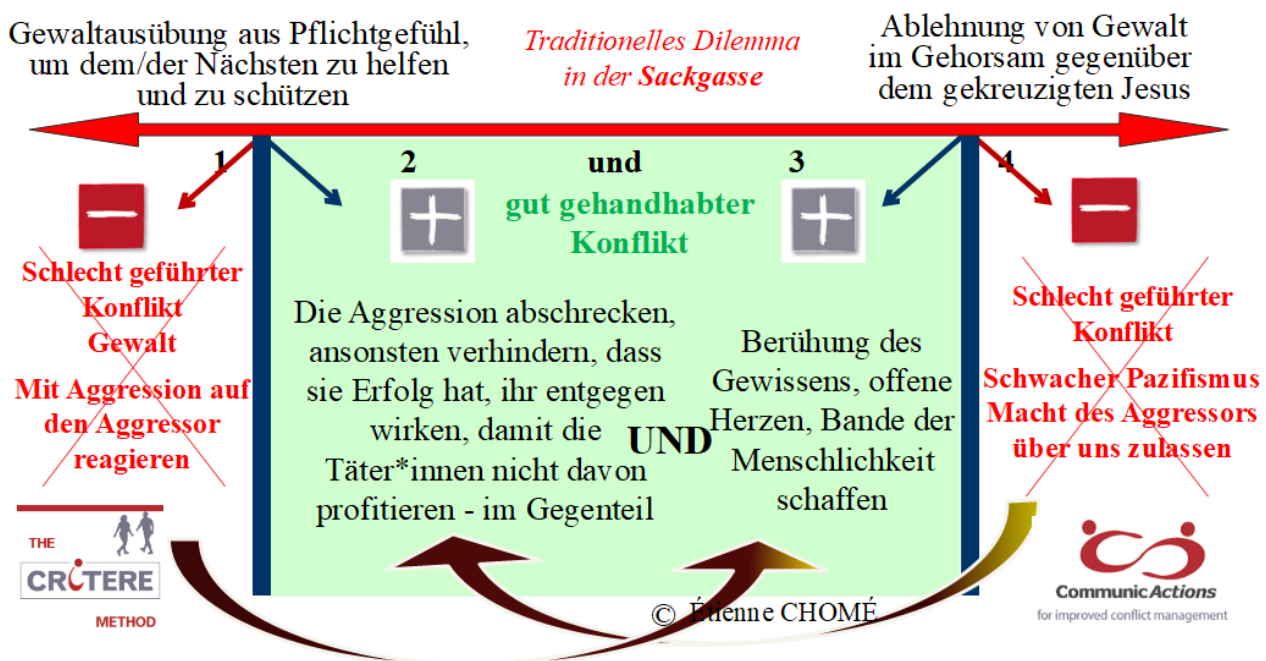 Gewaltausübung aus Pflichtgefühl,
um dem/der Nächsten zu helfen
und zu schützen
Traditionelles Dilemma
in der Sackgasse
Ablehnung von Gewalt
im Gehorsam gegenüber
dem gekreuzigten Jesus
1
2
und
3
4
gut gehandhabter
Konflikt
Schlecht geführter
Konflikt
Gewalt
Mit Aggression auf
den Aggressor
reagieren
Die Aggression abschrecken,
ansonsten verhindern, dass
sie Erfolg hat, ihr entgegen
wirken, damit die
Täter*innen nicht davon
profitieren - im Gegenteil
UND
Berühung des
Gewissens, offene
Herzen, Bande der
Menschlichkeit
schaffen
Schlecht geführter
Konflikt
Schwacher Pazifismus
Macht des Aggressors
über uns zulassen
THE
CRITERE
METHOD
© Étienne CHOMÉ
CommunicActions
for improved conflict management